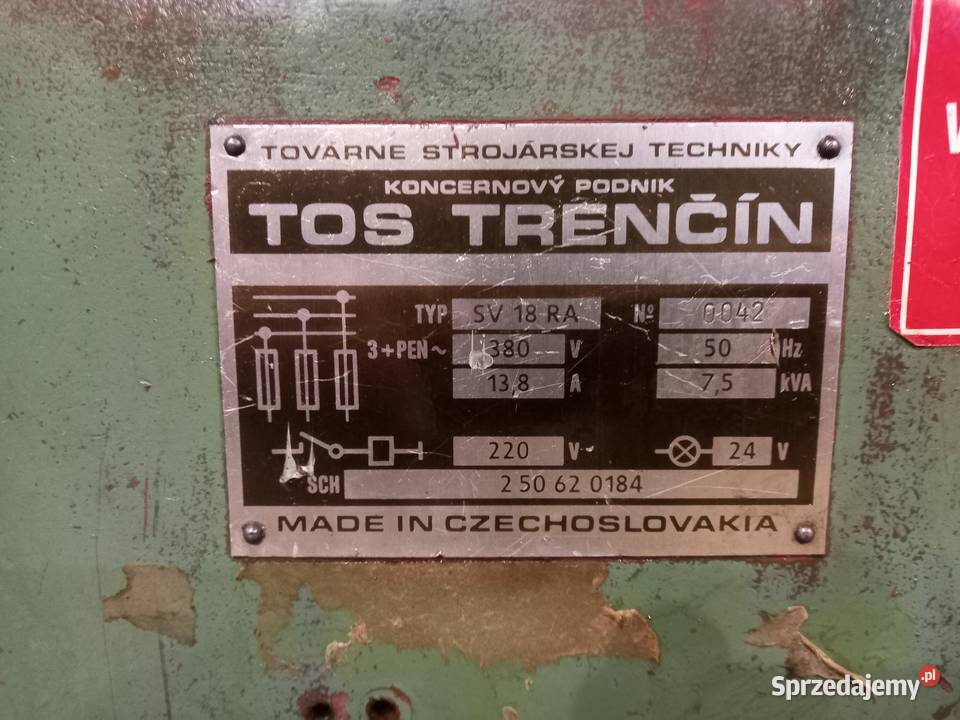 TOVÁRNE STROJÁRSKEJ TECHNIKY
KONCERNOVÝ PODNIK
TOS TRENČÍN
TYP SV 18 RA № 0042
3+PEN~ 380 V 50 Hz
13,8 A 7,5 kVA
220 V~ 24 V
SCH 2 50 62 0184
MADE IN CZECHOSLOVAKIA
Sprzedajemy.pl